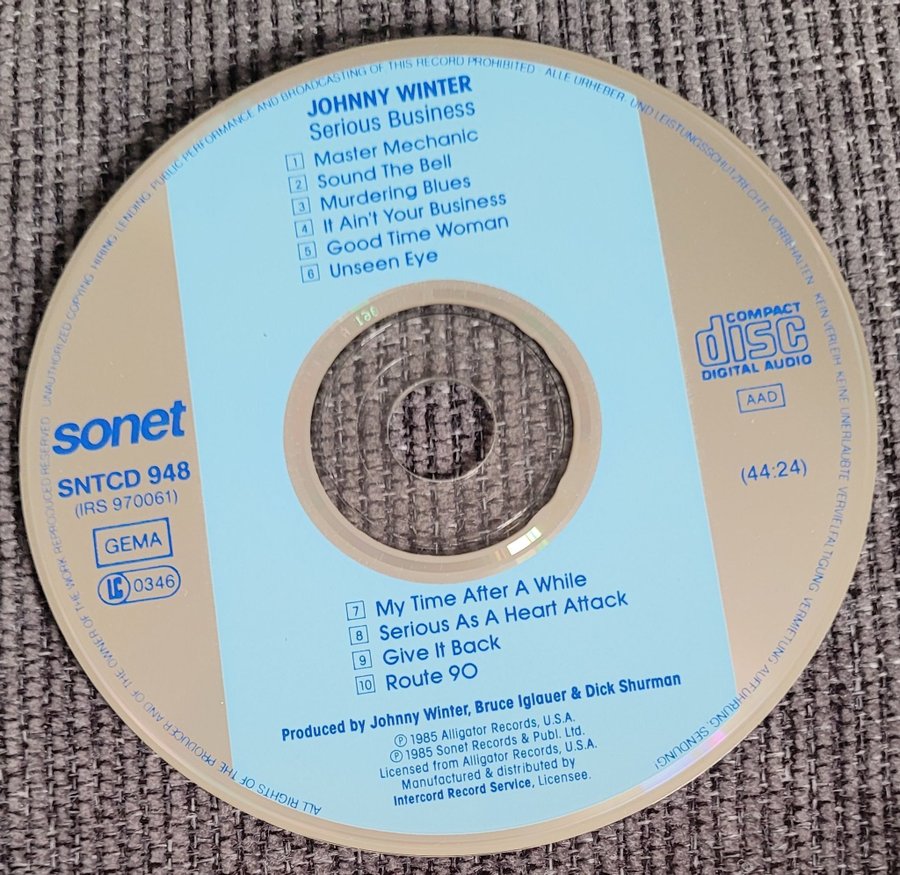 JOHNNY WINTER
Serious Business
1 Master Mechanic
2 Sound The Bell
3 Murdering Blues
4 It Ain't Your Business
5 Good Time Woman
6 Unseen Eye
sonet
SNTCD 948
(IRS 970061)
GEMA
LC 0346
COMPACT
disc
DIGITAL AUDIO
AAD
(44:24)
7 My Time After A While
8 Serious As A Heart Attack
9 Give It Back
10 Route 90
Produced by Johnny Winter, Bruce Iglauer & Dick Shurman
Ⓟ 1985 Alligator Records, U.S.A.
Ⓟ 1985 Sonet Records & Publ. Ltd.
Licensed from Alligator Records, U.S.A.
Manufactured & distributed by
Intercord Record Service, Licensee.
ALL RIGHTS OF THE PRODUCER AND OF THE OWNER OF THE WORK REPRODUCED RESERVED UNAUTHORIZED COPYING HIRING LENDING PUBLIC PERFORMANCE AND BROADCASTING OF THIS RECORD PROHIBITED · ALLE URHEBER- UND LEISTUNGSSCHUTZRECHTE VORBEHALTEN KEIN VERLEIH KEINE UNERLAUBTE VERVIELFÄLTIGUNG VERMIETUNG AUFFÜHRUNG, SENDUNG!